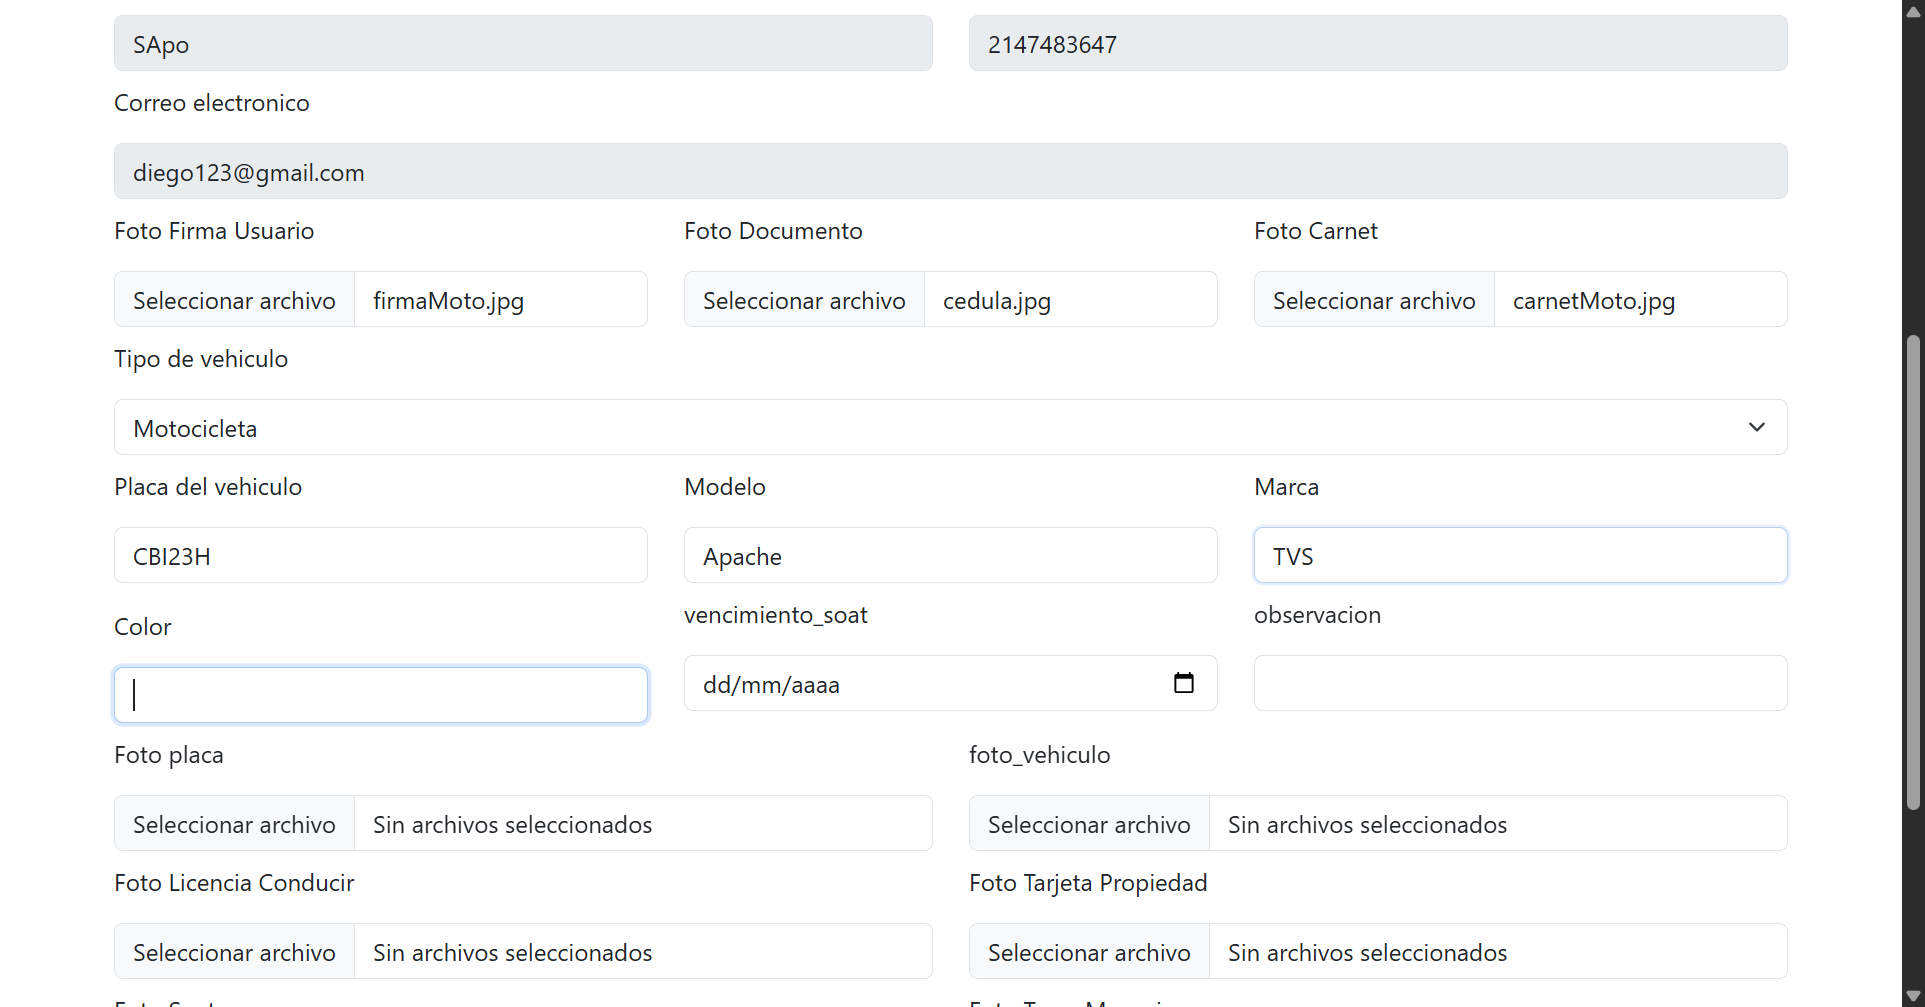 SApo 2147483647
Correo electronico
diego123@gmail.com
Foto Firma Usuario Foto Documento Foto Carnet
Seleccionar archivo firmaMoto.jpg Seleccionar archivo cedula.jpg Seleccionar archivo carnetMoto.jpg
Tipo de vehiculo
Motocicleta
Placa del vehiculo Modelo Marca
CBI23H Apache TVS
Color vencimiento_soat observacion
dd/mm/aaaa
Foto placa foto_vehiculo
Seleccionar archivo Sin archivos seleccionados Seleccionar archivo Sin archivos seleccionados
Foto Licencia Conducir Foto Tarjeta Propiedad
Seleccionar archivo Sin archivos seleccionados Seleccionar archivo Sin archivos seleccionados